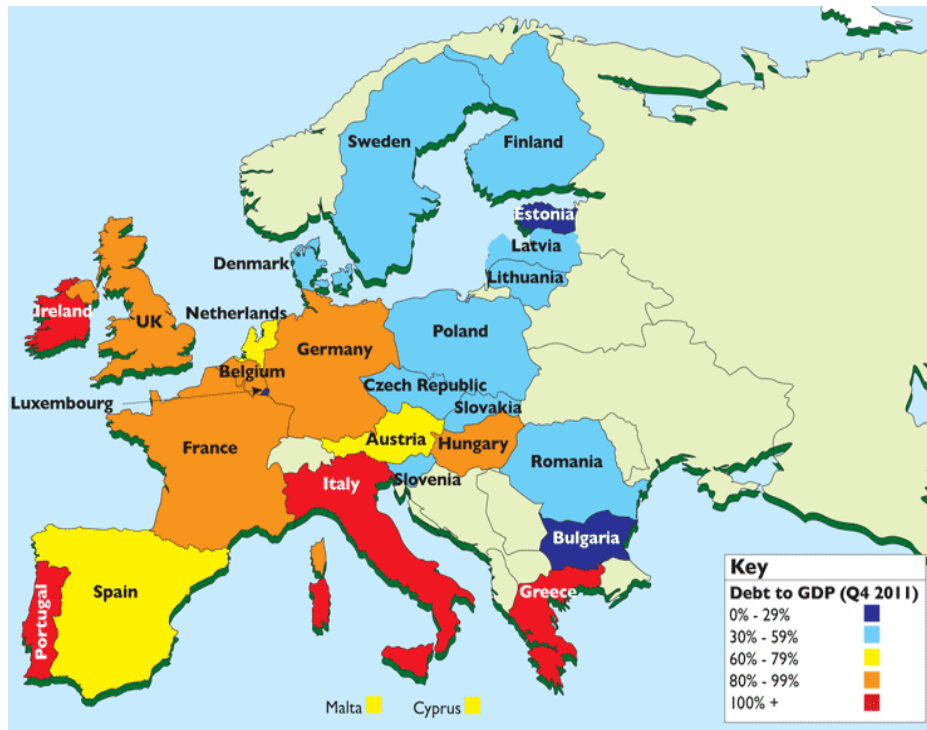 Sweden
Finland
Estonia
Latvia
Lithuania
Denmark
Ireland
UK
Netherlands
Poland
Germany
Belgium
Czech Republic
Luxembourg
Slovakia
France
Austria
Hungary
Romania
Italy
Slovenia
Bulgaria
Portugal
Spain
Greece
Malta
Cyprus
Key
Debt to GDP (Q4 2011)
0% - 29%
30% - 59%
60% - 79%
80% - 99%
100% +